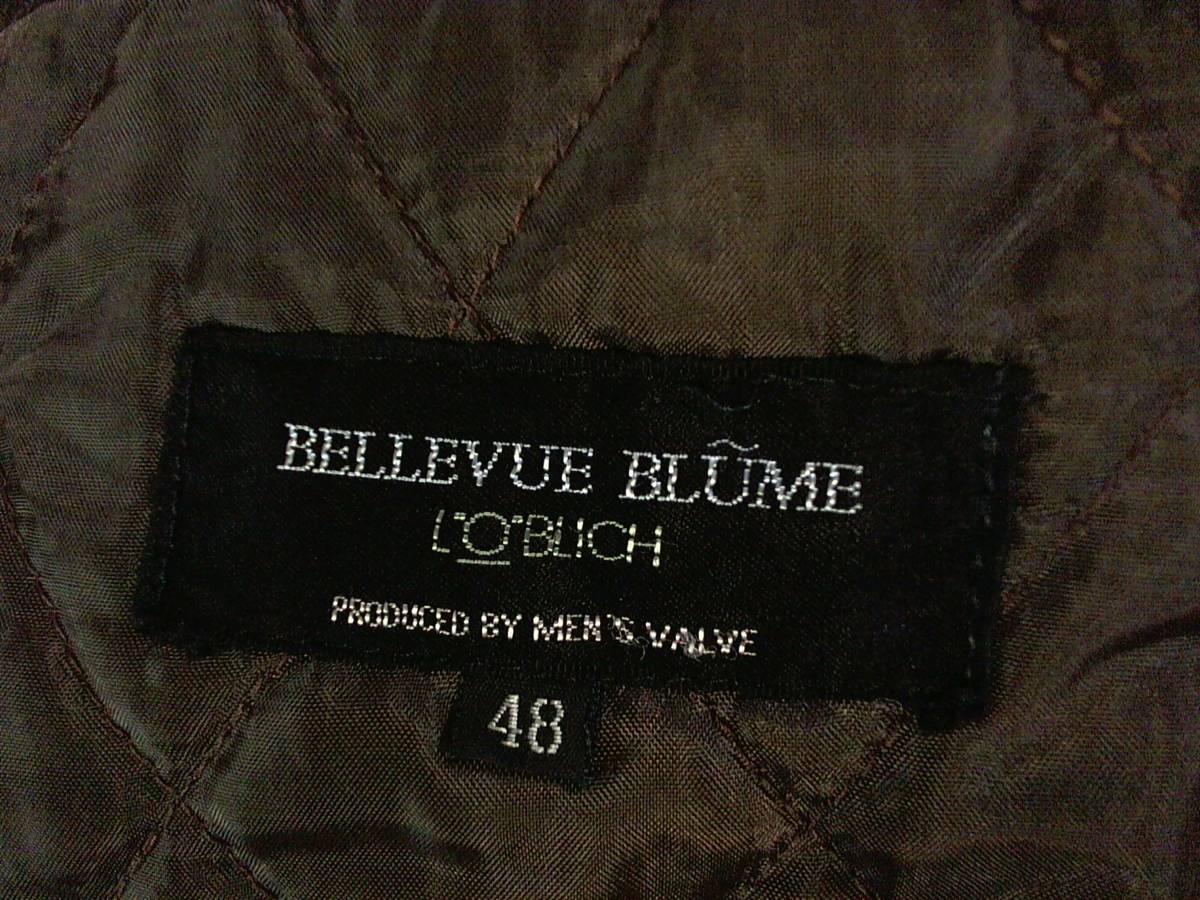 BELLEVUE BLŨME
L"O"BLICH
PRODUCED BY MEN'S VALVE
48